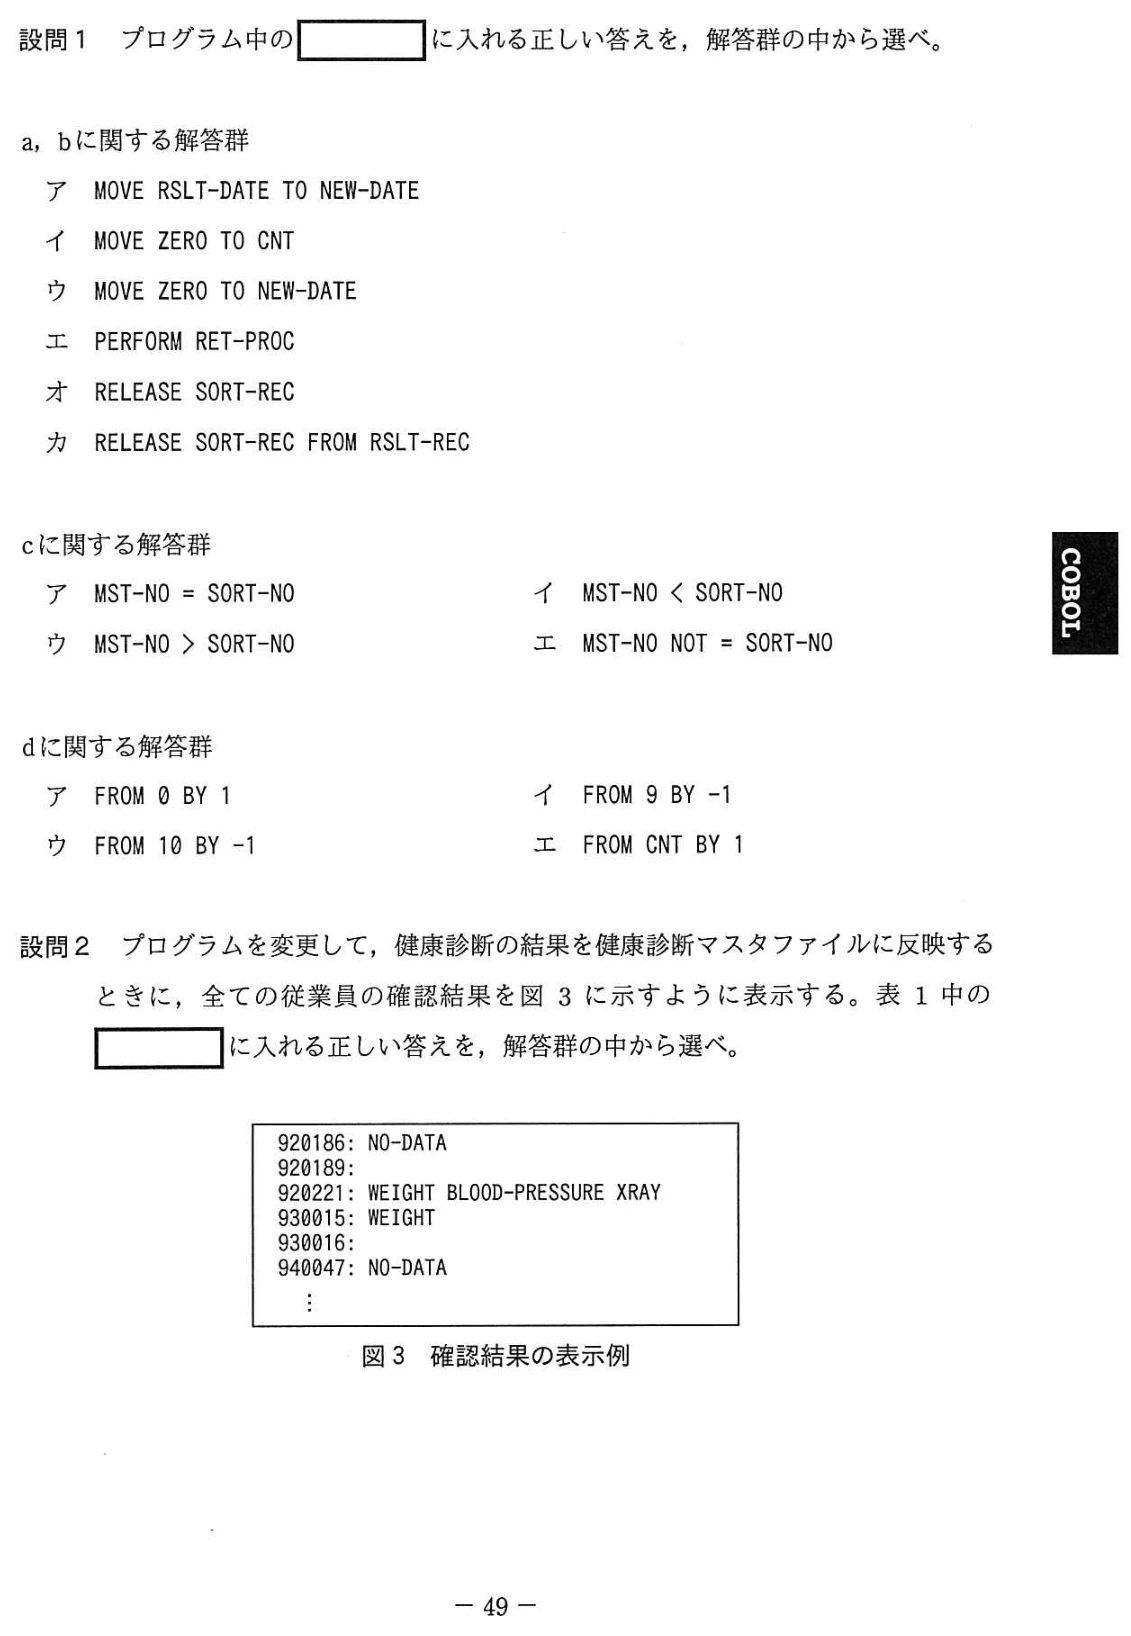 設問1 プログラム中の に入れる正しい答えを，解答群の中から選べ。
a，bに関する解答群
ア MOVE RSLT-DATE TO NEW-DATE
イ MOVE ZERO TO CNT
ウ MOVE ZERO TO NEW-DATE
エ PERFORM RET-PROC
オ RELEASE SORT-REC
カ RELEASE SORT-REC FROM RSLT-REC
cに関する解答群
ア MST-NO = SORT-NO イ MST-NO < SORT-NO
ウ MST-NO > SORT-NO エ MST-NO NOT = SORT-NO
COBOL
dに関する解答群
ア FROM 0 BY 1 イ FROM 9 BY -1
ウ FROM 10 BY -1 エ FROM CNT BY 1
設問2 プログラムを変更して，健康診断の結果を健康診断マスタファイルに反映する
ときに，全ての従業員の確認結果を図 3 に示すように表示する。表 1 中の
に入れる正しい答えを，解答群の中から選べ。
920186: NO-DATA
920189:
920221: WEIGHT BLOOD-PRESSURE XRAY
930015: WEIGHT
930016:
940047: NO-DATA
⋮
図3 確認結果の表示例
－ 49 －